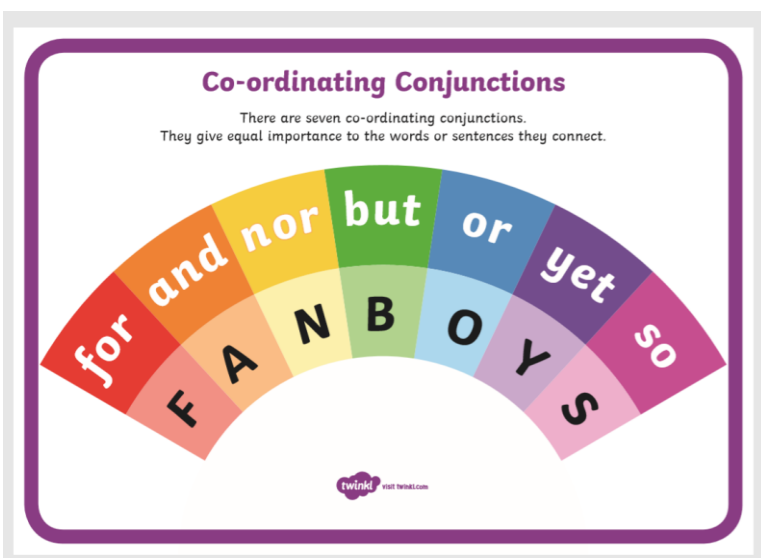 Co-ordinating Conjunctions
There are seven co-ordinating conjunctions.
They give equal importance to the words or sentences they connect.
for and nor but or yet so
F A N B O Y S
twinkl visit twinkl.com